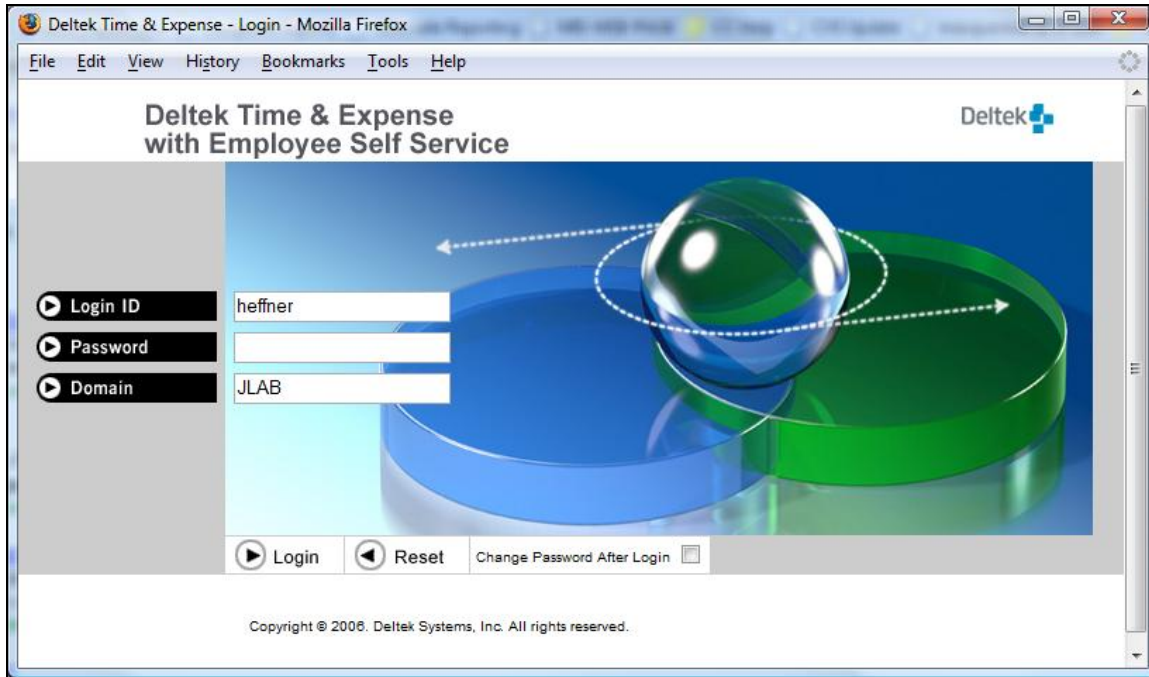 Deltek Time & Expense - Login - Mozilla Firefox
File Edit View History Bookmarks Tools Help
Deltek Time & Expense
with Employee Self Service
Deltek
Login ID heffner
Password
Domain JLAB
Login Reset Change Password After Login
Copyright © 2006. Deltek Systems, Inc. All rights reserved.